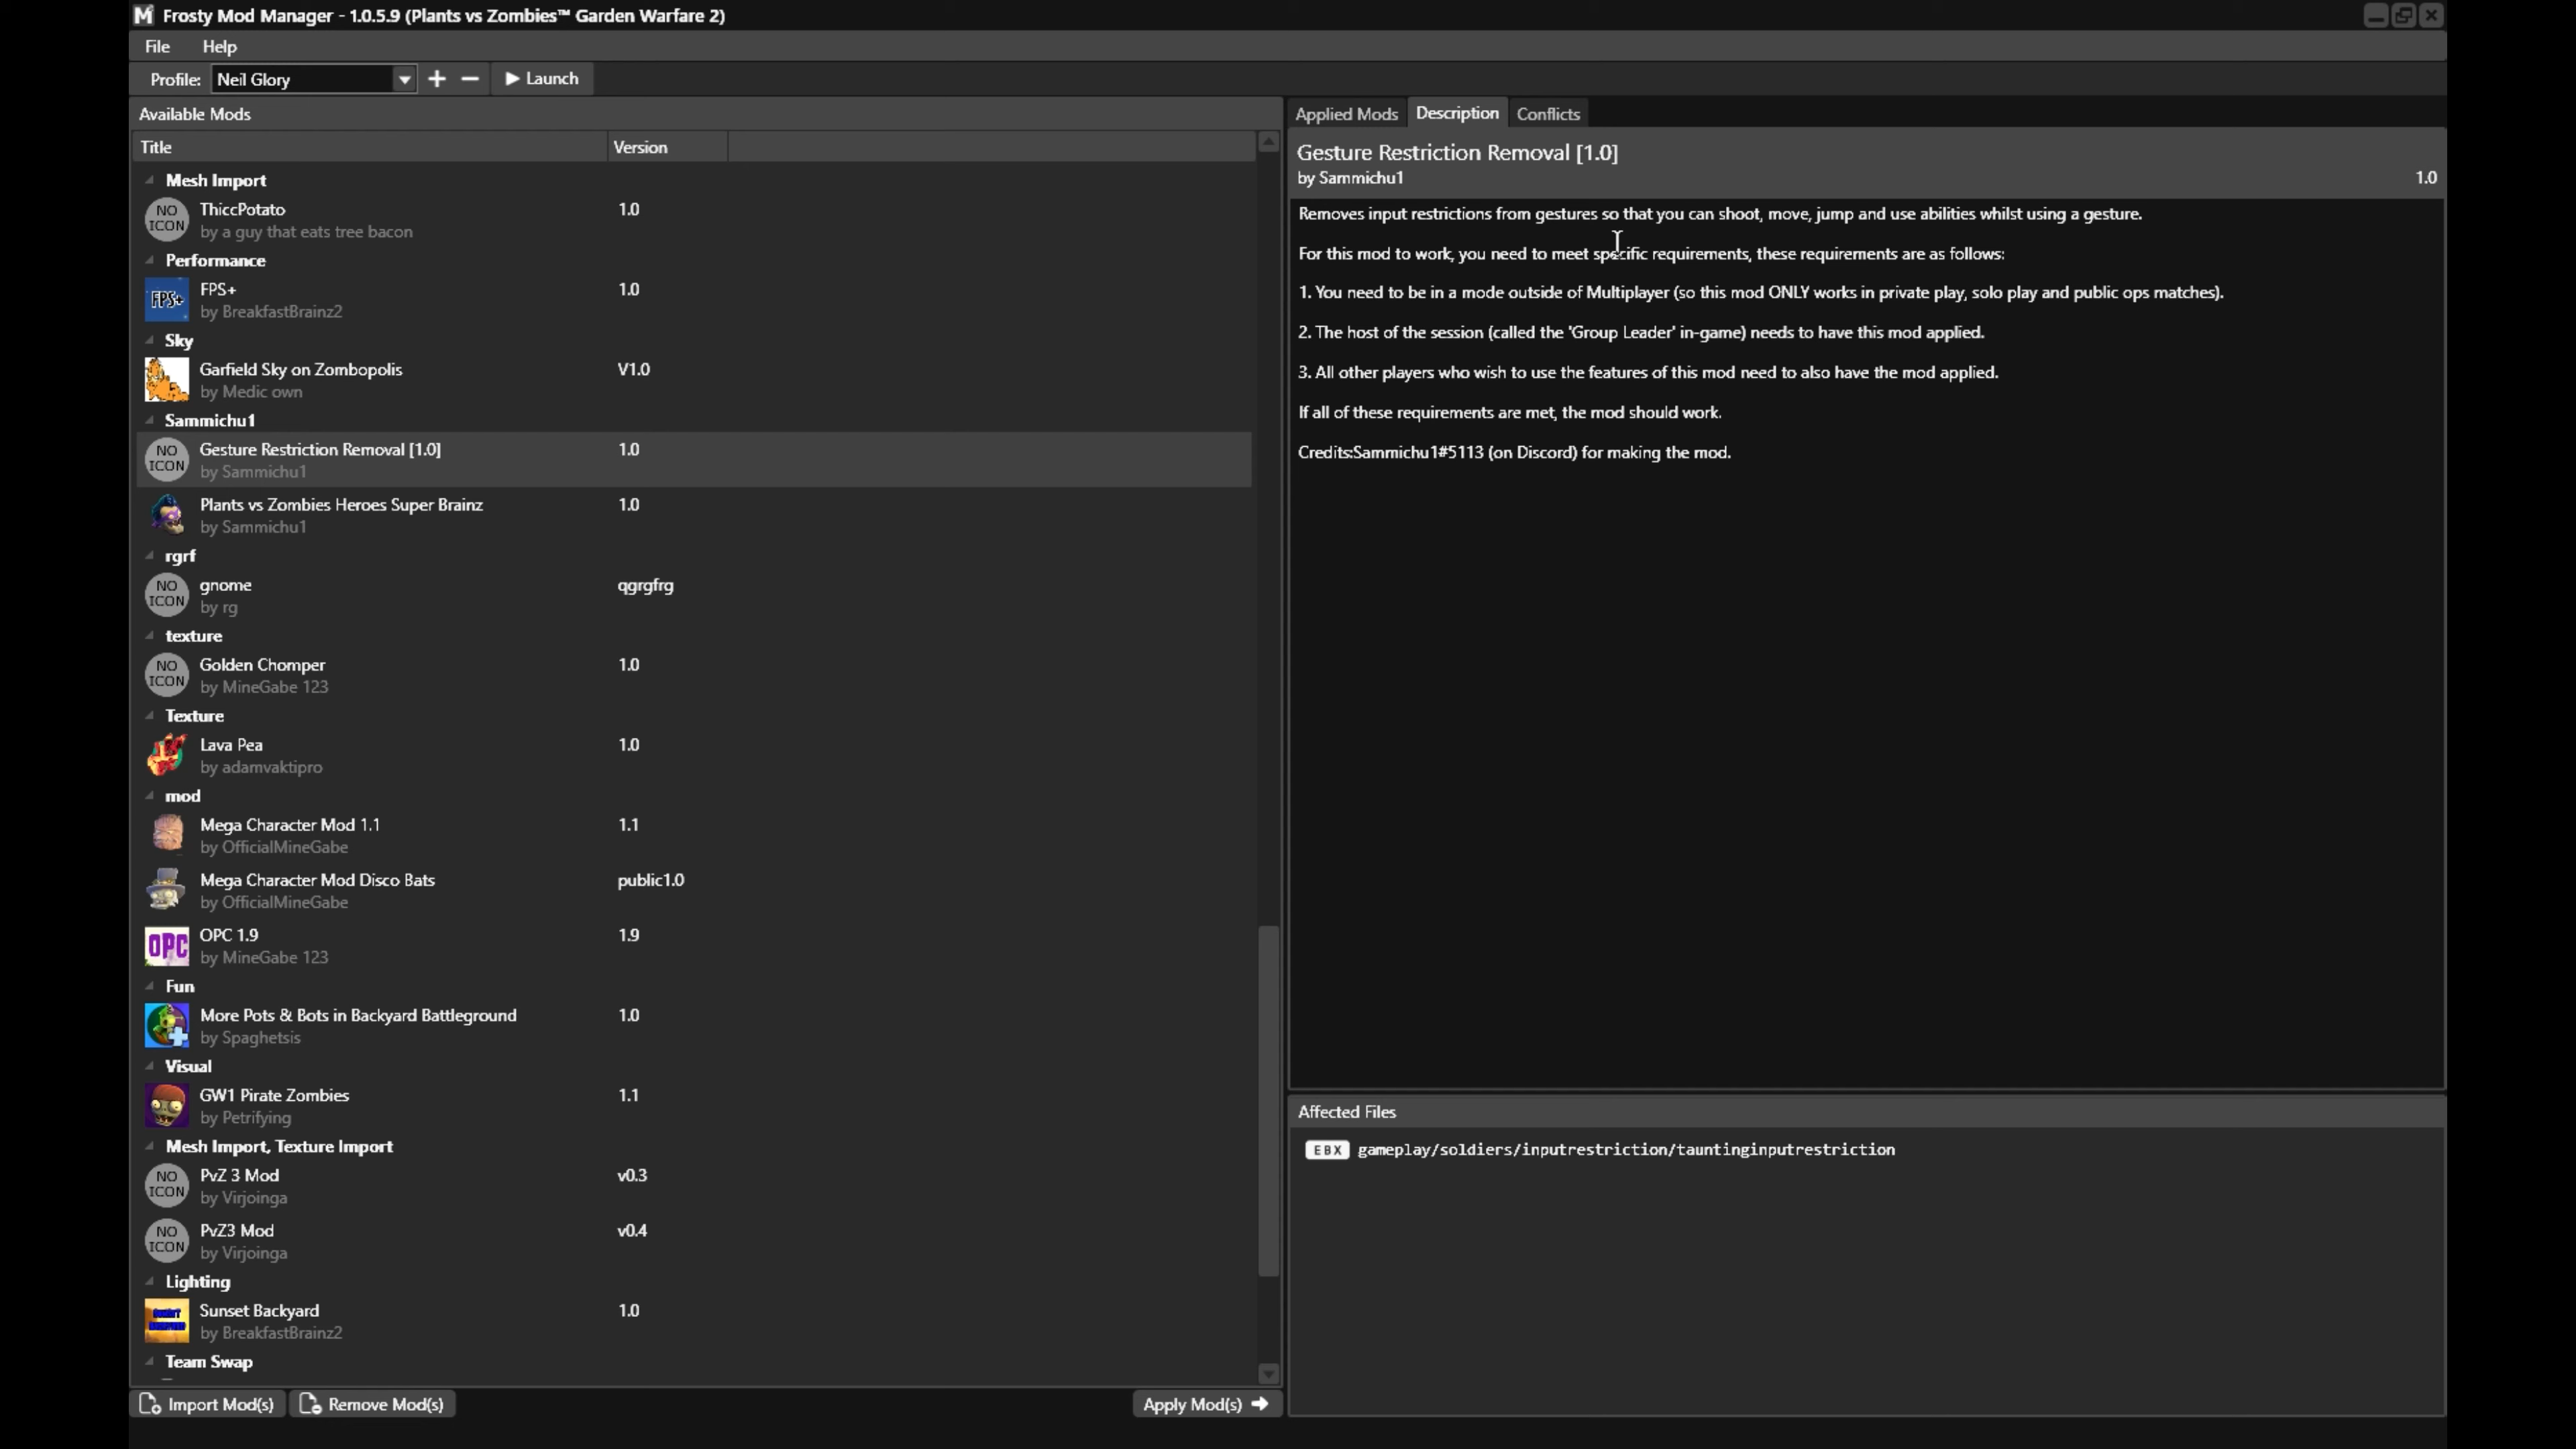 Frosty Mod Manager - 1.0.5.9 (Plants vs Zombies™ Garden Warfare 2)
File Help
Profile: Neil Glory + − Launch
Available Mods
Title Version
Mesh Import
NO ICON
ThiccPotato 1.0
by a guy that eats tree bacon
Performance
FPS+
FPS+ 1.0
by BreakfastBrainz2
Sky
Garfield Sky on Zombopolis V1.0
by Medic own
Sammichu1
NO ICON
Gesture Restriction Removal [1.0] 1.0
by Sammichu1
Plants vs Zombies Heroes Super Brainz 1.0
by Sammichu1
rgrf
NO ICON
gnome qgrgfrg
by rg
texture
NO ICON
Golden Chomper 1.0
by MineGabe 123
Texture
Lava Pea 1.0
by adamvaktipro
mod
Mega Character Mod 1.1 1.1
by OfficialMineGabe
Mega Character Mod Disco Bats public1.0
by OfficialMineGabe
OPC
OPC 1.9 1.9
by MineGabe 123
Fun
More Pots & Bots in Backyard Battleground 1.0
by Spaghetsis
Visual
GW1 Pirate Zombies 1.1
by Petrifying
Mesh Import, Texture Import
NO ICON
PvZ 3 Mod v0.3
by Virjoinga
NO ICON
PvZ3 Mod v0.4
by Virjoinga
Lighting
Sunset Backyard 1.0
by BreakfastBrainz2
Team Swap
Import Mod(s) Remove Mod(s) Apply Mod(s)
Applied Mods Description Conflicts
Gesture Restriction Removal [1.0]
by Sammichu1 1.0
Removes input restrictions from gestures so that you can shoot, move, jump and use abilities whilst using a gesture.
For this mod to work, you need to meet specific requirements, these requirements are as follows:
1. You need to be in a mode outside of Multiplayer (so this mod ONLY works in private play, solo play and public ops matches).
2. The host of the session (called the 'Group Leader' in-game) needs to have this mod applied.
3. All other players who wish to use the features of this mod need to also have the mod applied.
If all of these requirements are met, the mod should work.
Credits:Sammichu1#5113 (on Discord) for making the mod.
Affected Files
EBX gameplay/soldiers/inputrestriction/tauntinginputrestriction